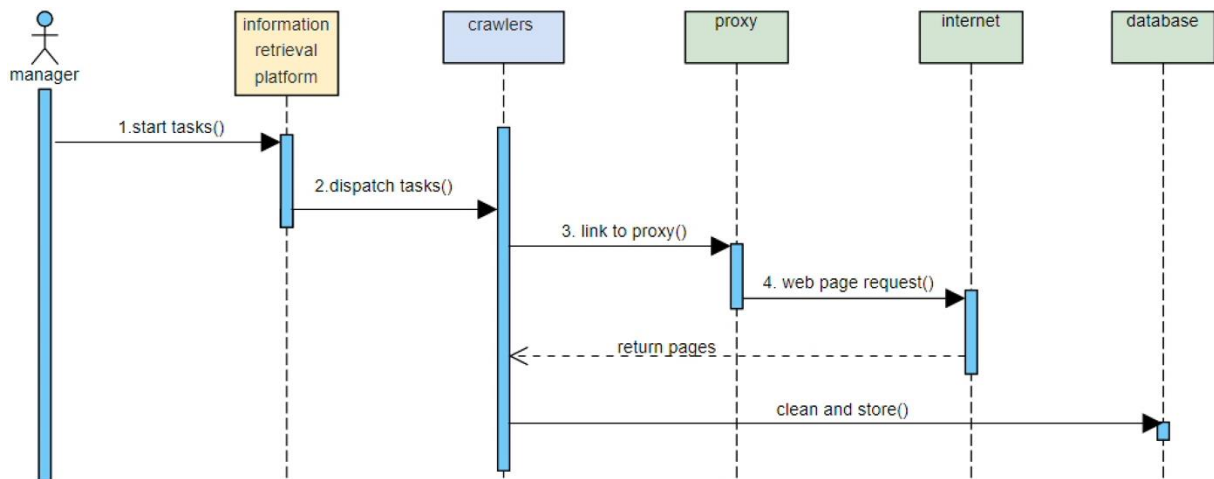 manager
information
retrieval
platform
crawlers
proxy
internet
database
1.start tasks()
2.dispatch tasks()
3. link to proxy()
4. web page request()
return pages
clean and store()